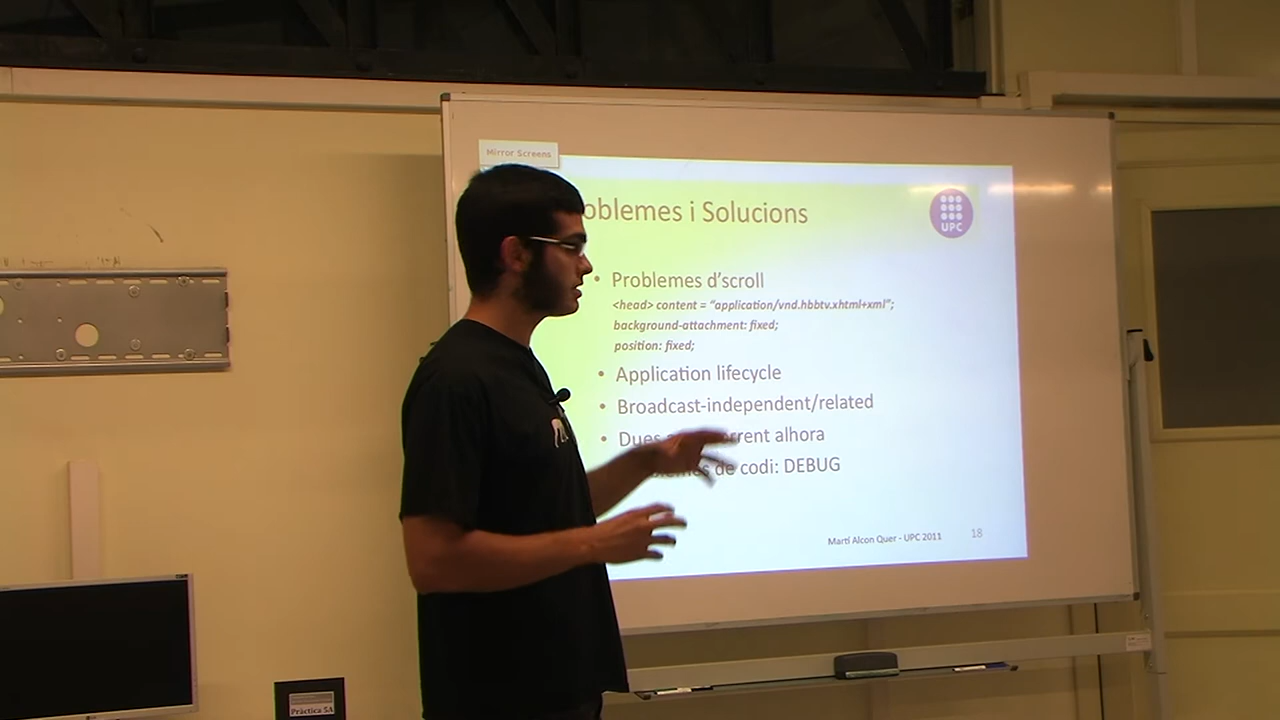 Mirror Screens
oblemes i Solucions
UPC
• Problemes d'scroll
<head> content = "application/vnd.hbbtv.xhtml+xml";
background-attachment: fixed;
position: fixed;
• Application lifecycle
• Broadcast-independent/related
• Dues rrent alhora
de codi: DEBUG
Martí Alcon Quer - UPC 2011
18
Pràctica 5A